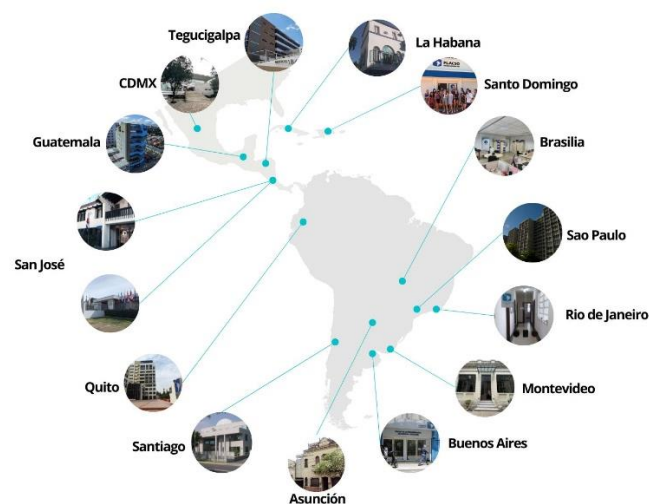 Tegucigalpa
La Habana
CDMX
Santo Domingo
Guatemala
Brasilia
Sao Paulo
San José
Rio de Janeiro
Quito
Montevideo
Santiago
Buenos Aires
Asunción
FLACSO